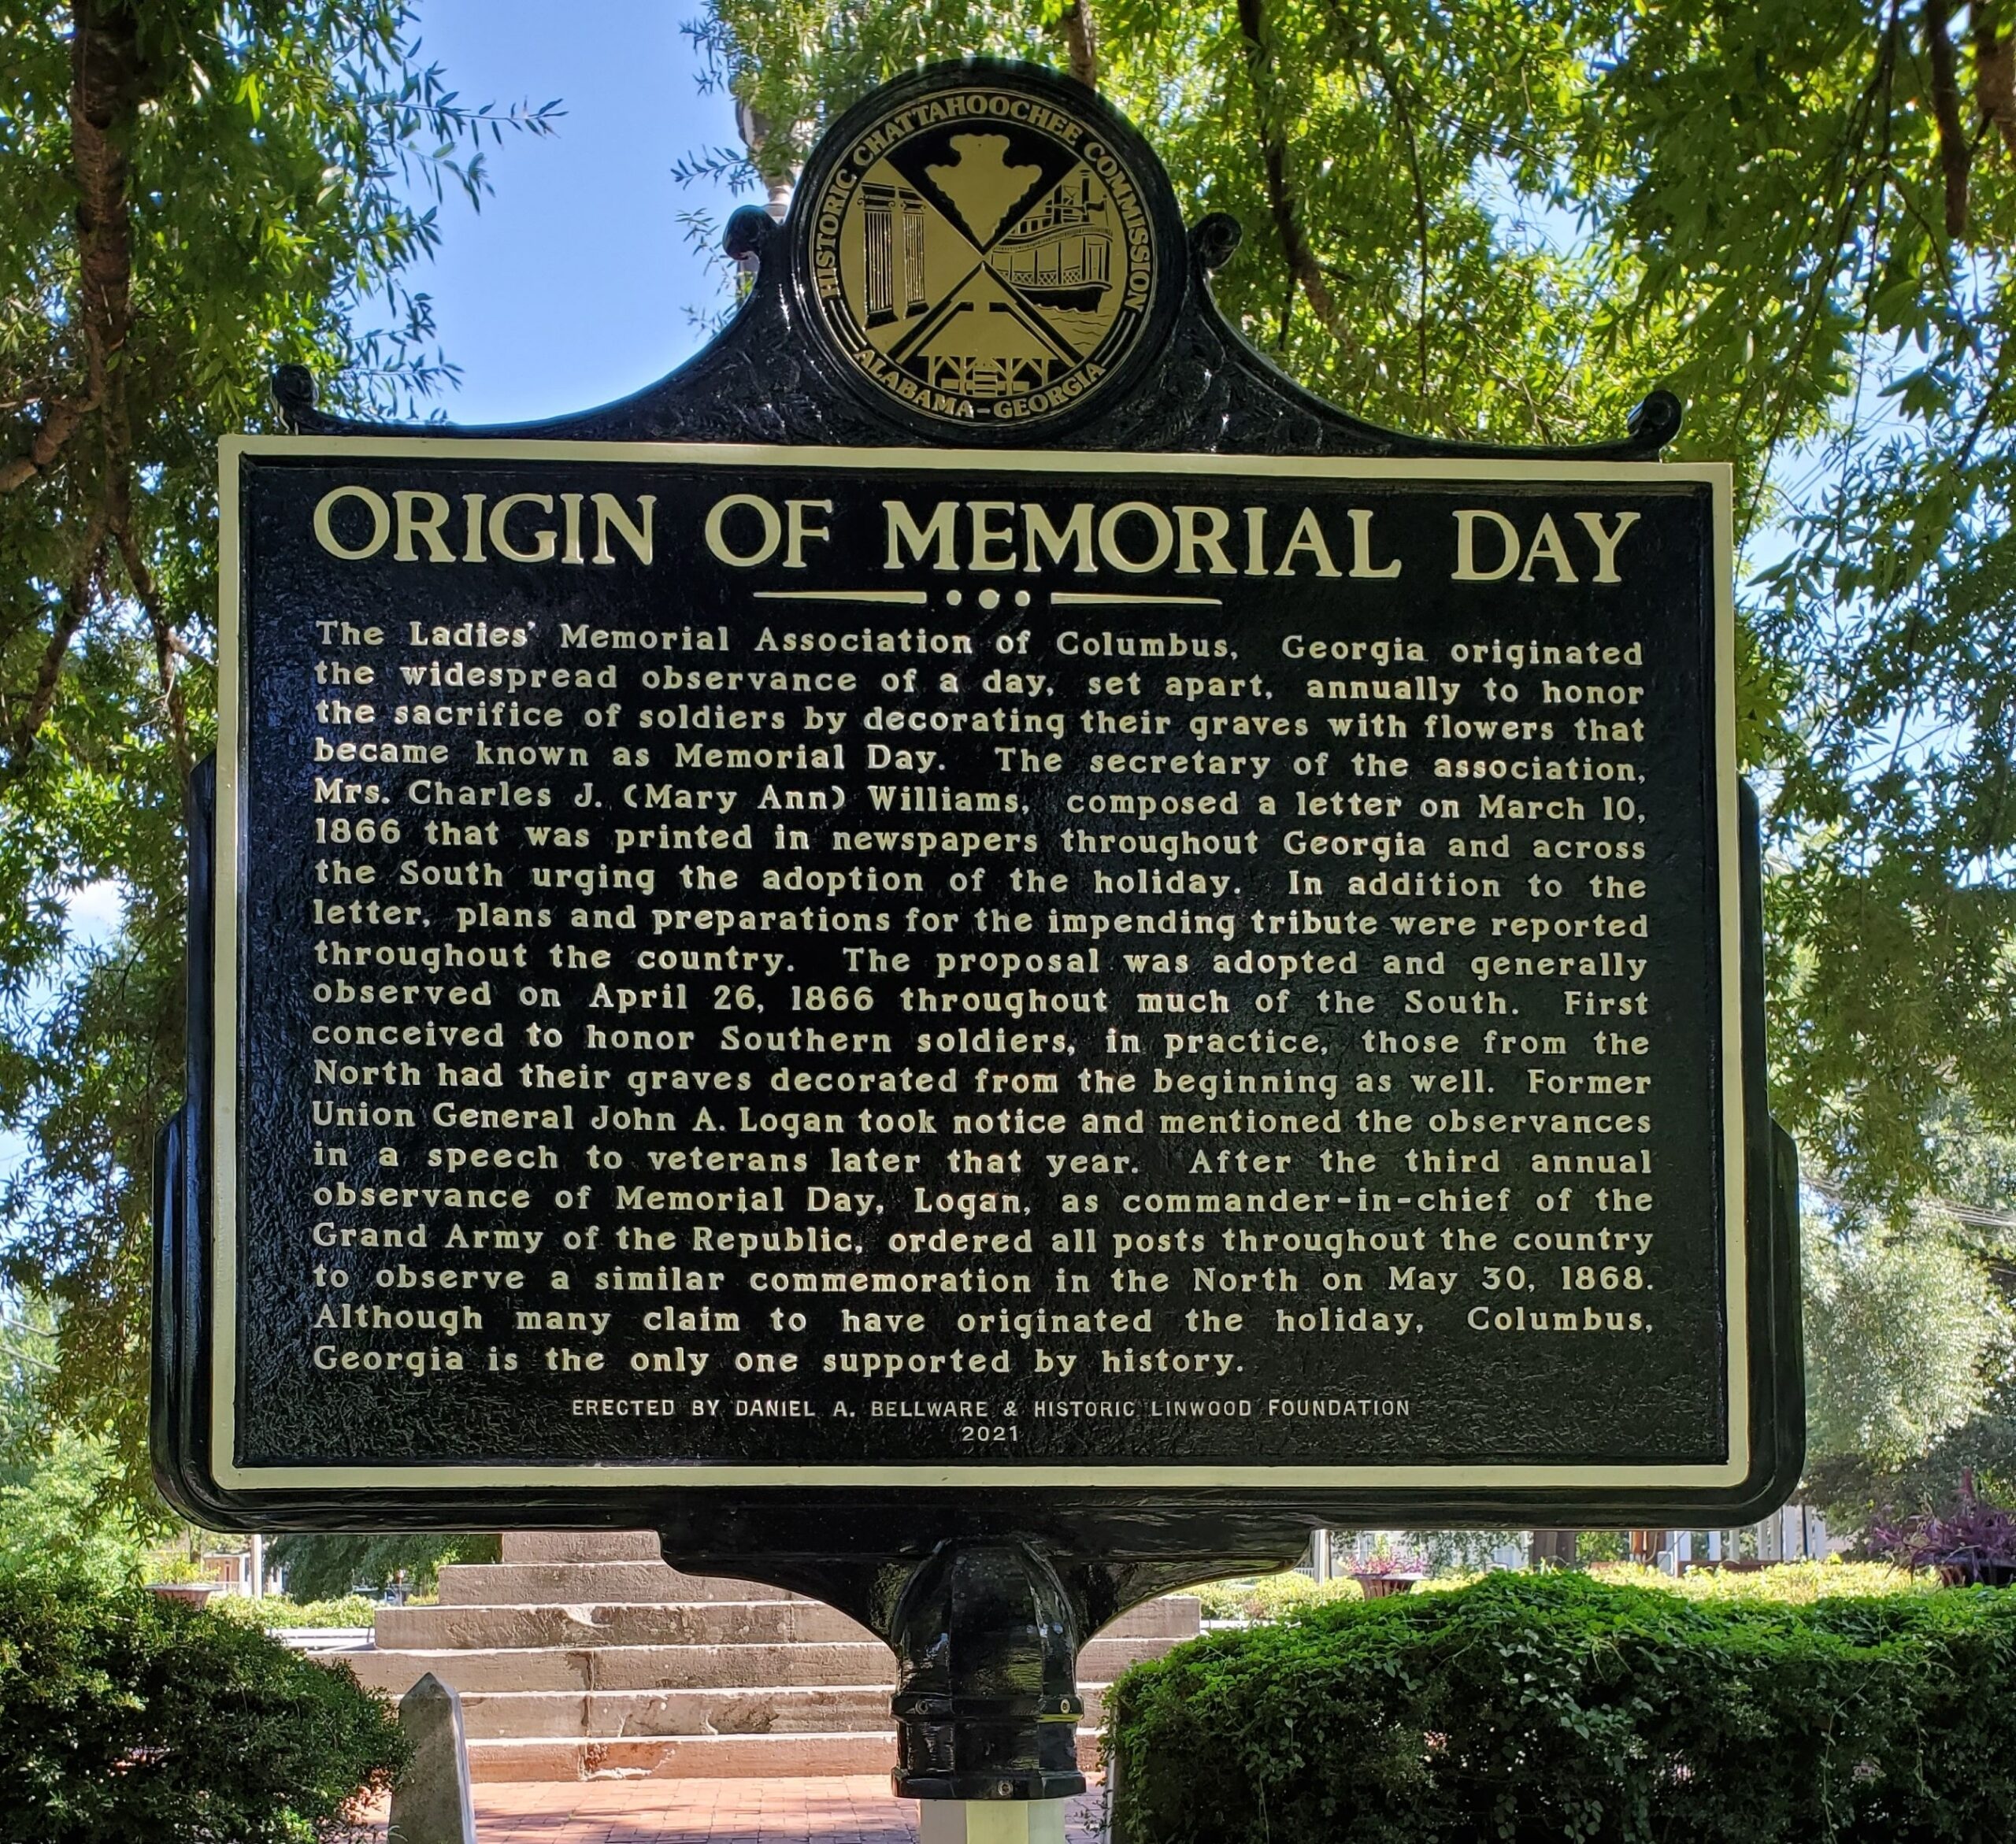 HISTORIC CHATTAHOOCHEE COMMISSION
ALABAMA-GEORGIA
ORIGIN OF MEMORIAL DAY
The Ladies' Memorial Association of Columbus, Georgia originated
the widespread observance of a day, set apart, annually to honor
the sacrifice of soldiers by decorating their graves with flowers that
became known as Memorial Day. The secretary of the association,
Mrs. Charles J. (Mary Ann) Williams, composed a letter on March 10,
1866 that was printed in newspapers throughout Georgia and across
the South urging the adoption of the holiday. In addition to the
letter, plans and preparations for the impending tribute were reported
throughout the country. The proposal was adopted and generally
observed on April 26, 1866 throughout much of the South. First
conceived to honor Southern soldiers, in practice, those from the
North had their graves decorated from the beginning as well. Former
Union General John A. Logan took notice and mentioned the observances
in a speech to veterans later that year. After the third annual
observance of Memorial Day, Logan, as commander-in-chief of the
Grand Army of the Republic, ordered all posts throughout the country
to observe a similar commemoration in the North on May 30, 1868.
Although many claim to have originated the holiday, Columbus,
Georgia is the only one supported by history.
ERECTED BY DANIEL A. BELLWARE & HISTORIC LINWOOD FOUNDATION
2021